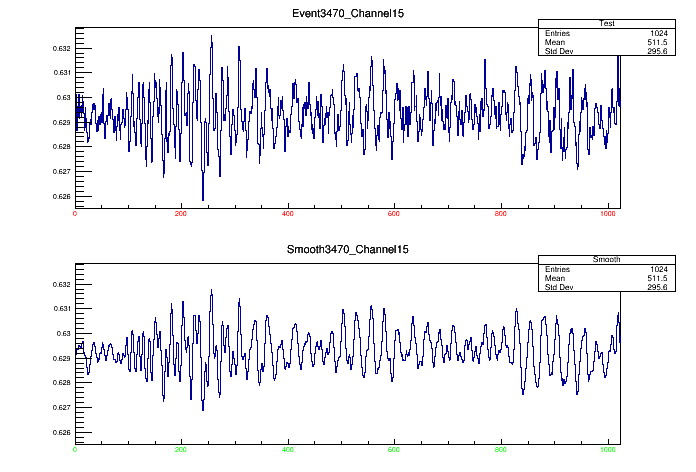 Event3470_Channel15
Test
Entries 1024
Mean 511.5
Std Dev 295.6
0.632
0.631
0.63
0.629
0.628
0.627
0.626
0 200 400 600 800 1000
Smooth3470_Channel15
Smooth
Entries 1024
Mean 511.5
Std Dev 295.6
0.632
0.631
0.63
0.629
0.628
0.627
0.626
0 200 400 600 800 1000